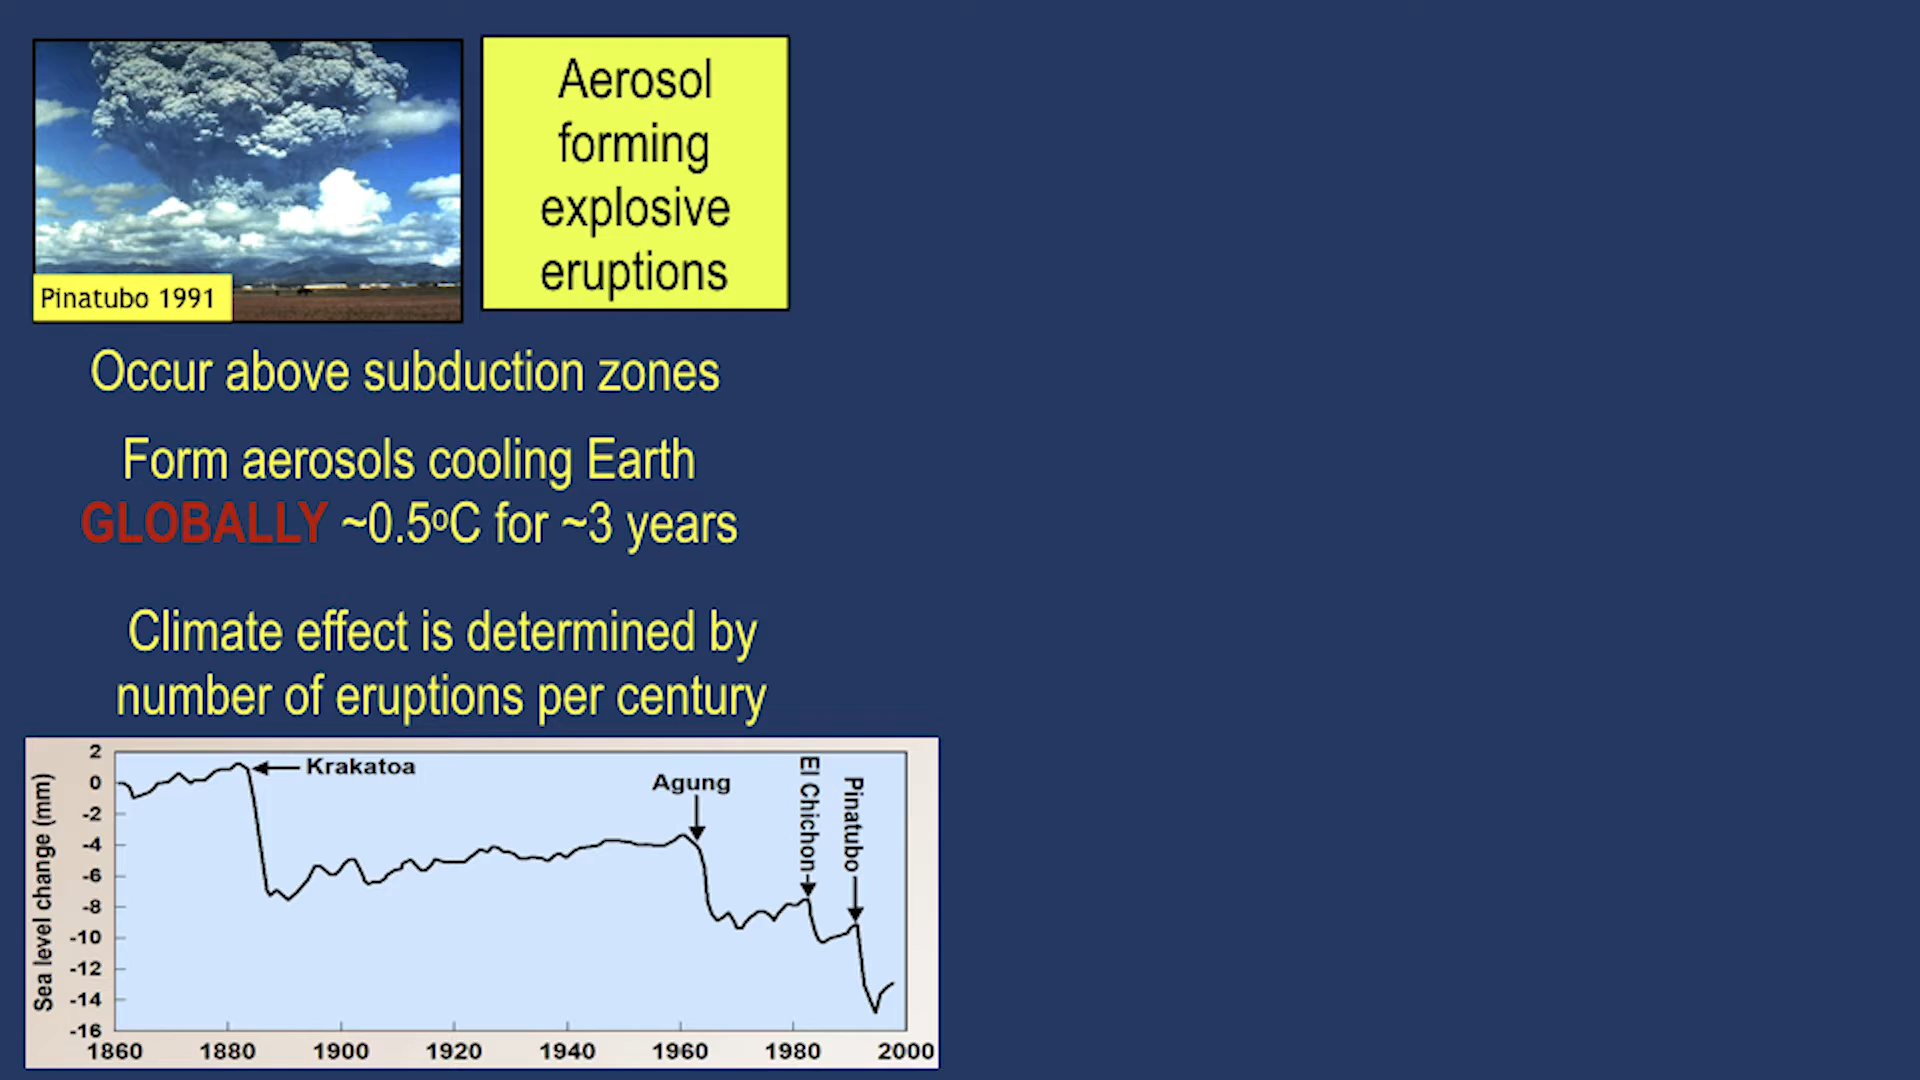 Pinatubo 1991
Aerosol
forming
explosive
eruptions
Occur above subduction zones
Form aerosols cooling Earth
GLOBALLY ~0.5ºC for ~3 years
Climate effect is determined by
number of eruptions per century
Sea level change (mm)
2
0
-2
-4
-6
-8
-10
-12
-14
-16
Krakatoa
Agung
El Chichon
Pinatubo
1860 1880 1900 1920 1940 1960 1980 2000